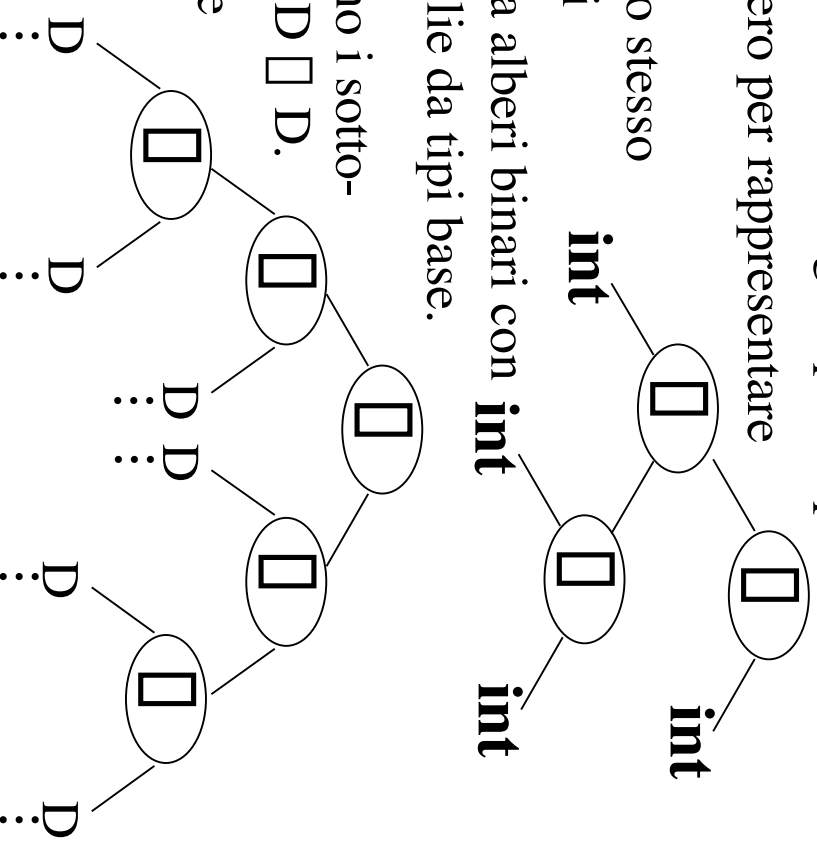 ero per rappresentare
▯
int
▯
o stesso
int
i
▯
a alberi binari con
int
int
lie da tipi base.
▯
no i sotto-
D ▯ D.
▯
▯
e
D
D
...
...
▯
▯
D
D
D
D
...
...
...
...